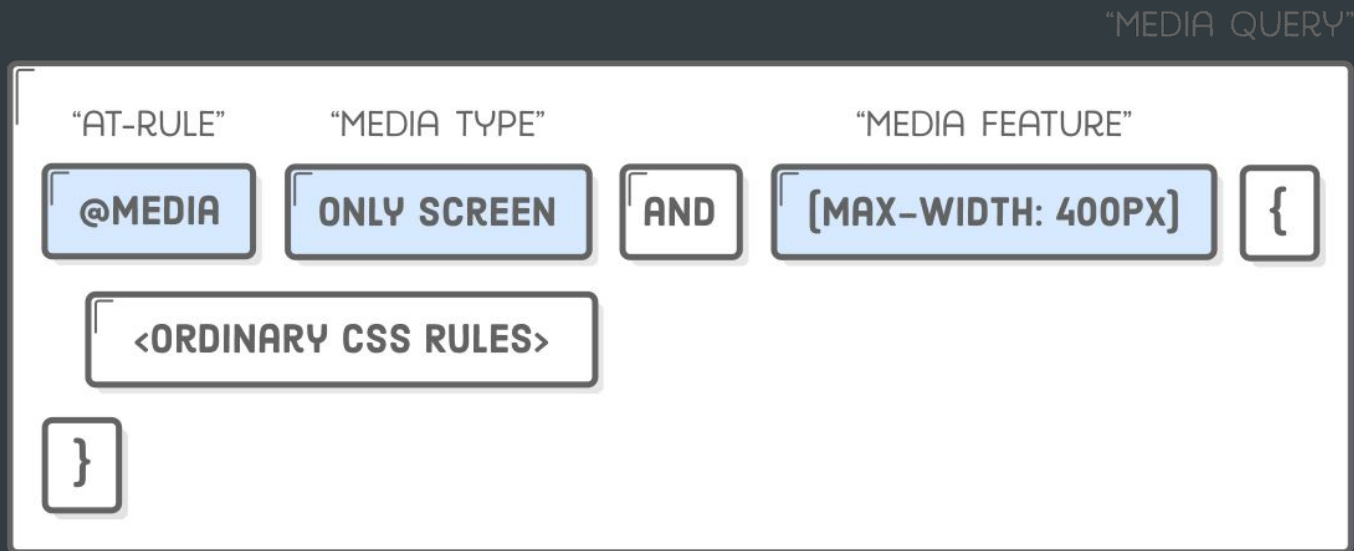 “MEDIA QUERY”
“AT-RULE” “MEDIA TYPE” “MEDIA FEATURE”
@MEDIA ONLY SCREEN AND (MAX-WIDTH: 400PX) {
<ORDINARY CSS RULES>
}